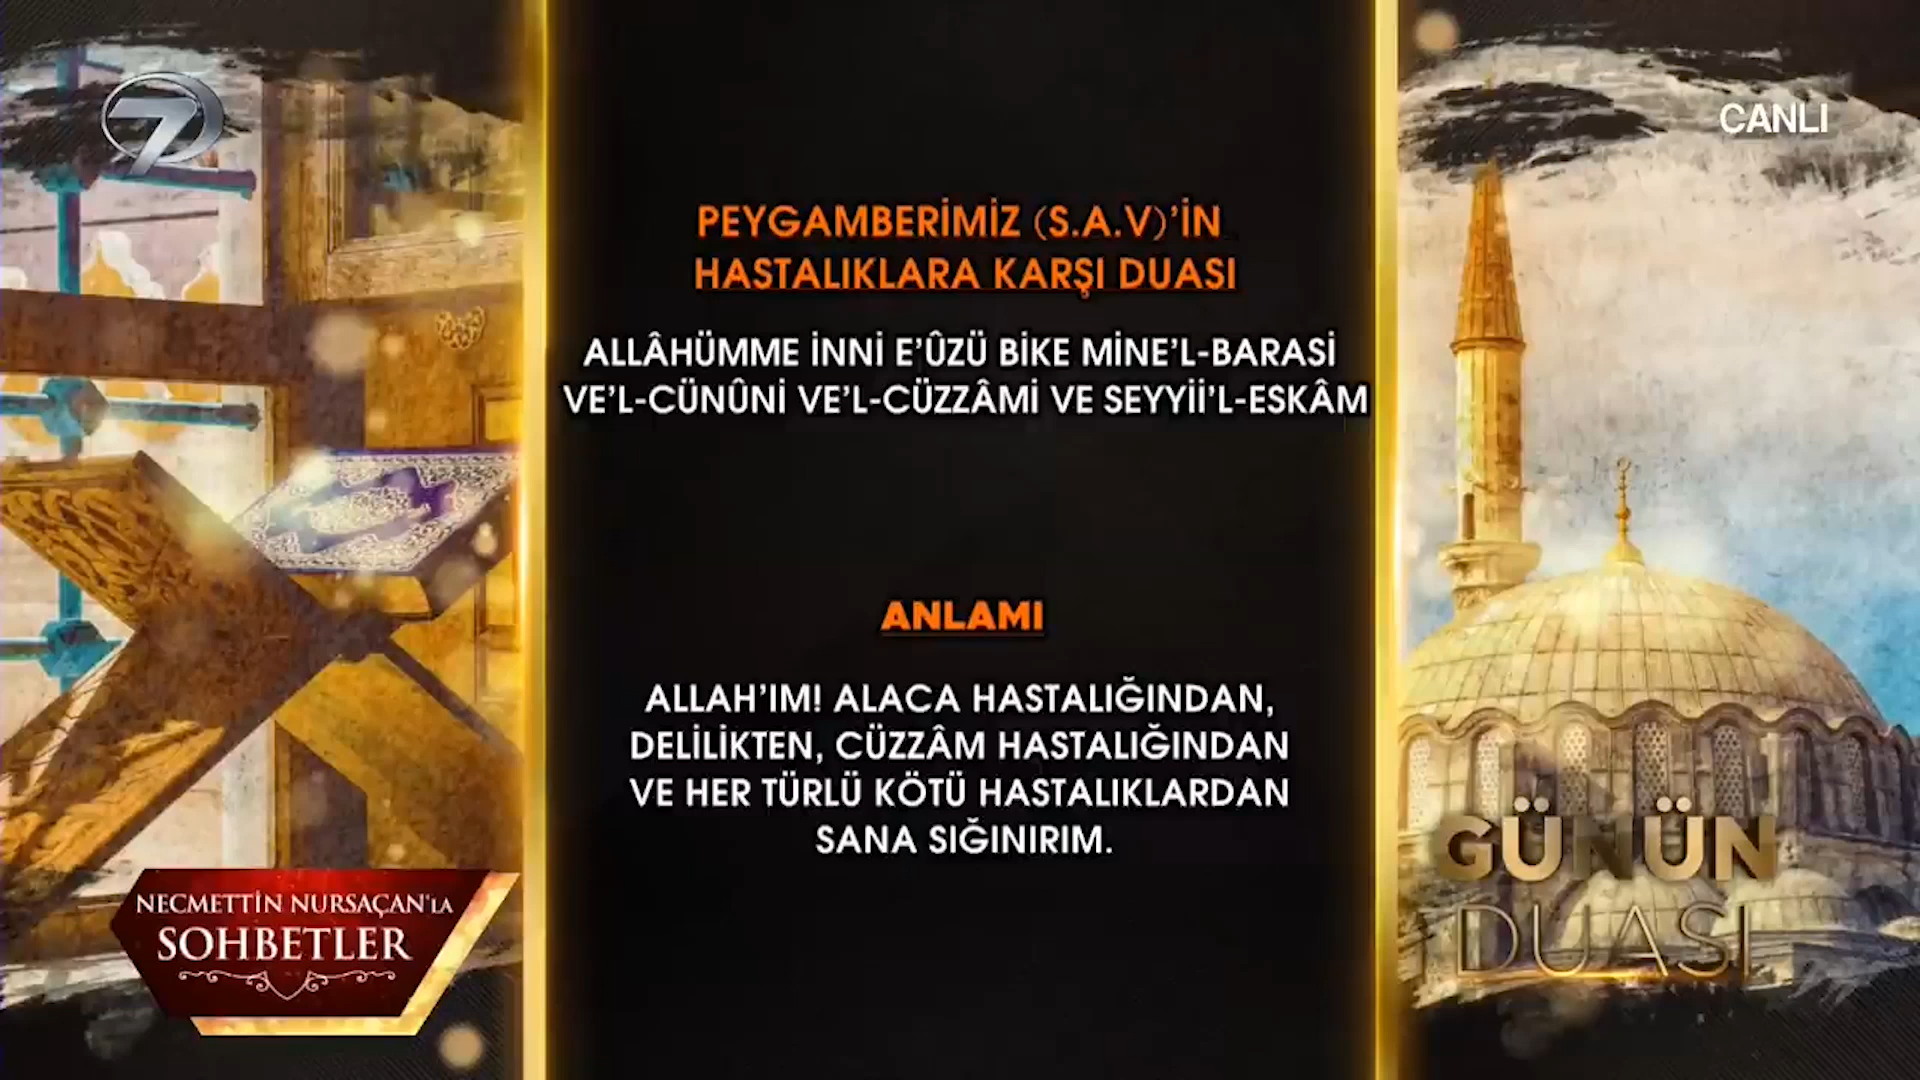 7
CANLI
PEYGAMBERİMİZ (S.A.V)’İN
HASTALIKLARA KARŞI DUASI
ALLÂHÜMME İNNİ E’ÛZÜ BİKE MİNE’L-BARASİ
VE’L-CÜNÛNİ VE’L-CÜZZÂMİ VE SEYYİİ’L-ESKÂM
ANLAMI
ALLAH’IM! ALACA HASTALIĞINDAN,
DELİLİKTEN, CÜZZÂM HASTALIĞINDAN
VE HER TÜRLÜ KÖTÜ HASTALIKLARDAN
SANA SIĞINIRIM.
NECMETTİN NURSAÇAN'LA
SOHBETLER
GÜNÜN
DUASI